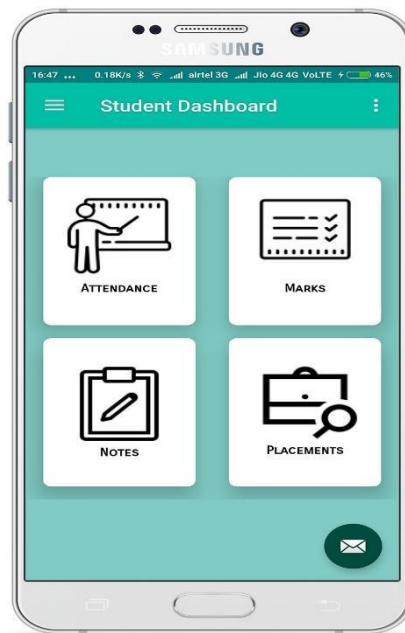 SAMSUNG
16:47 ... 0.18K/s airtel 3G Jio 4G 4G VoLTE 46%
Student Dashboard
ATTENDANCE
MARKS
NOTES
PLACEMENTS